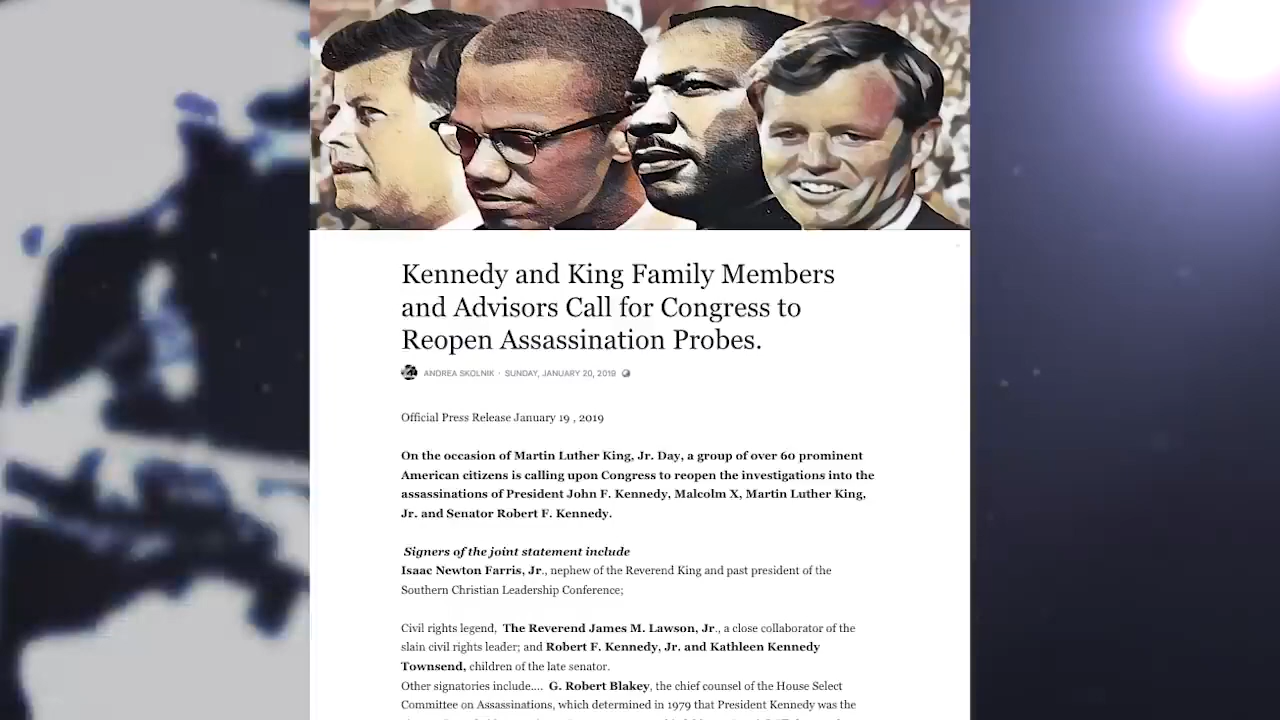 Kennedy and King Family Members
and Advisors Call for Congress to
Reopen Assassination Probes.
ANDREA SKOLNIK · SUNDAY, JANUARY 20, 2019
Official Press Release January 19 , 2019
On the occasion of Martin Luther King, Jr. Day, a group of over 60 prominent
American citizens is calling upon Congress to reopen the investigations into the
assassinations of President John F. Kennedy, Malcolm X, Martin Luther King,
Jr. and Senator Robert F. Kennedy.
Signers of the joint statement include
Isaac Newton Farris, Jr., nephew of the Reverend King and past president of the
Southern Christian Leadership Conference;
Civil rights legend, The Reverend James M. Lawson, Jr., a close collaborator of the
slain civil rights leader; and Robert F. Kennedy, Jr. and Kathleen Kennedy
Townsend, children of the late senator.
Other signatories include.... G. Robert Blakey, the chief counsel of the House Select
Committee on Assassinations, which determined in 1979 that President Kennedy was the